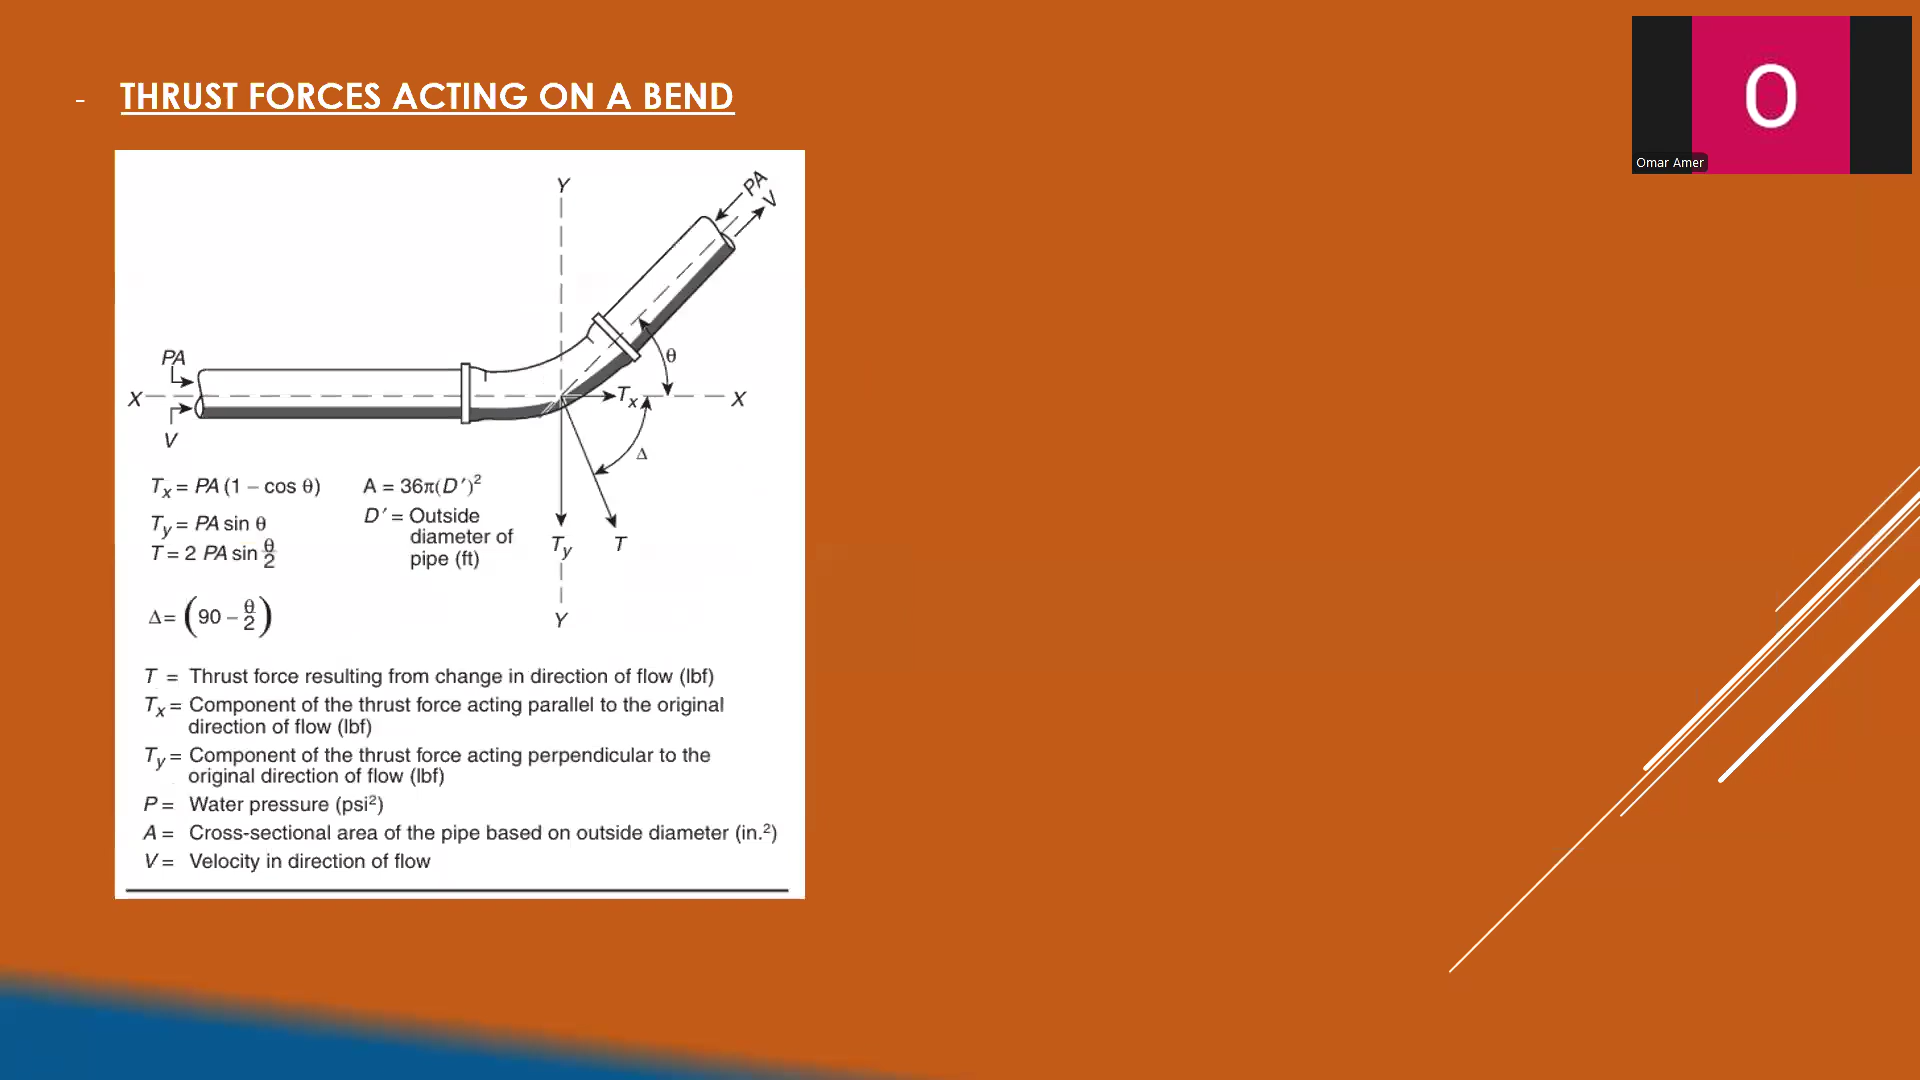 - THRUST FORCES ACTING ON A BEND
O
Omar Amer
Y
PA
V
PA
θ
X
Tx
X
V
Δ
Tx = PA (1 – cos θ)
A = 36π(D′)²
Ty = PA sin θ
D′ = Outside
diameter of
pipe (ft)
T = 2 PA sin θ/2
Ty
T
Δ= (90 – θ/2)
Y
T = Thrust force resulting from change in direction of flow (lbf)
Tx = Component of the thrust force acting parallel to the original
direction of flow (lbf)
Ty = Component of the thrust force acting perpendicular to the
original direction of flow (lbf)
P = Water pressure (psi²)
A = Cross-sectional area of the pipe based on outside diameter (in.²)
V = Velocity in direction of flow